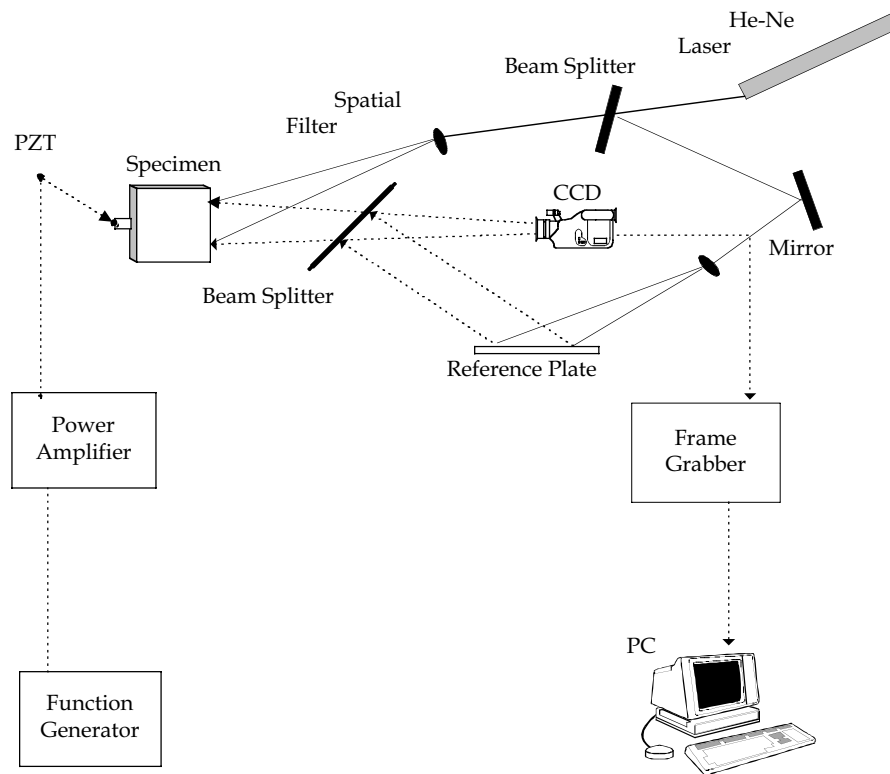 He-Ne
Laser
Beam Splitter
Spatial
Filter
PZT
Specimen
CCD
Mirror
Beam Splitter
Reference Plate
Power
Amplifier
Frame
Grabber
PC
Function
Generator